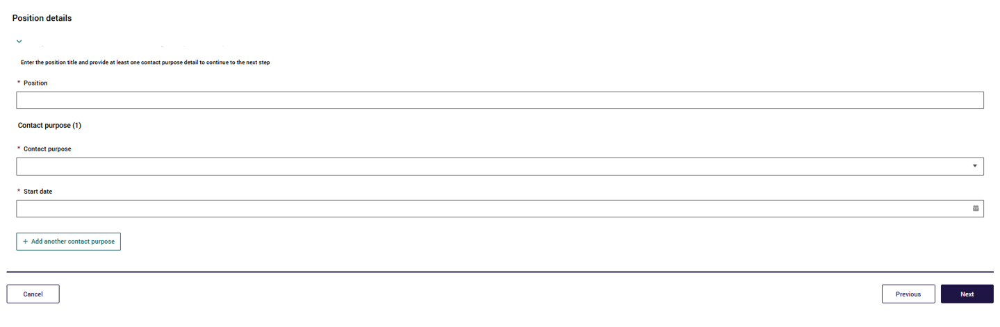 Position details
Enter the position title and provide at least one contact purpose detail to continue to the next step
* Position
Contact purpose (1)
* Contact purpose
* Start date
+ Add another contact purpose
Cancel
Previous
Next